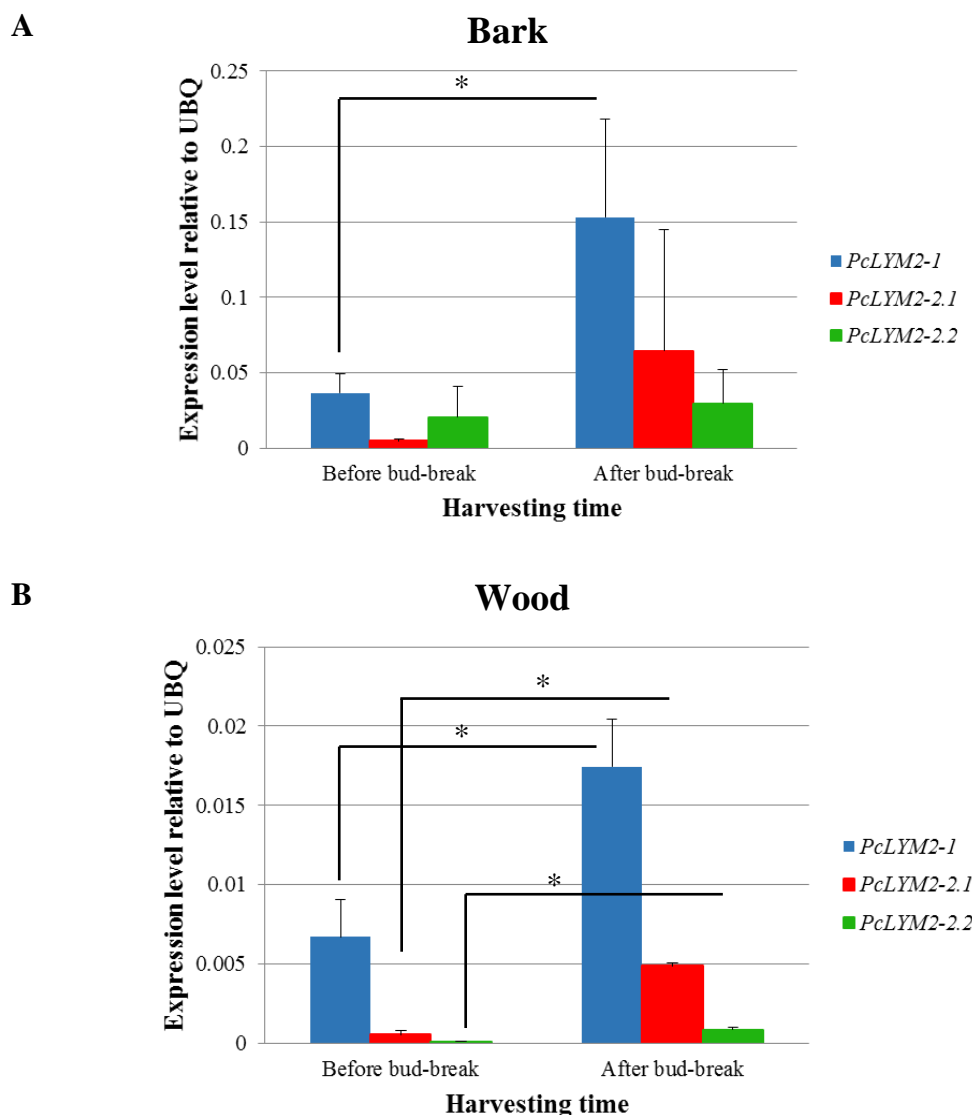 A
Bark
Expression level relative to UBQ
0.25
0.2
0.15
0.1
0.05
0
*
Before bud-break
After bud-break
Harvesting time
PcLYM2-1
PcLYM2-2.1
PcLYM2-2.2
B
Wood
Expression level relative to UBQ
0.025
0.02
0.015
0.01
0.005
0
*
*
*
Before bud-break
After bud-break
Harvesting time
PcLYM2-1
PcLYM2-2.1
PcLYM2-2.2